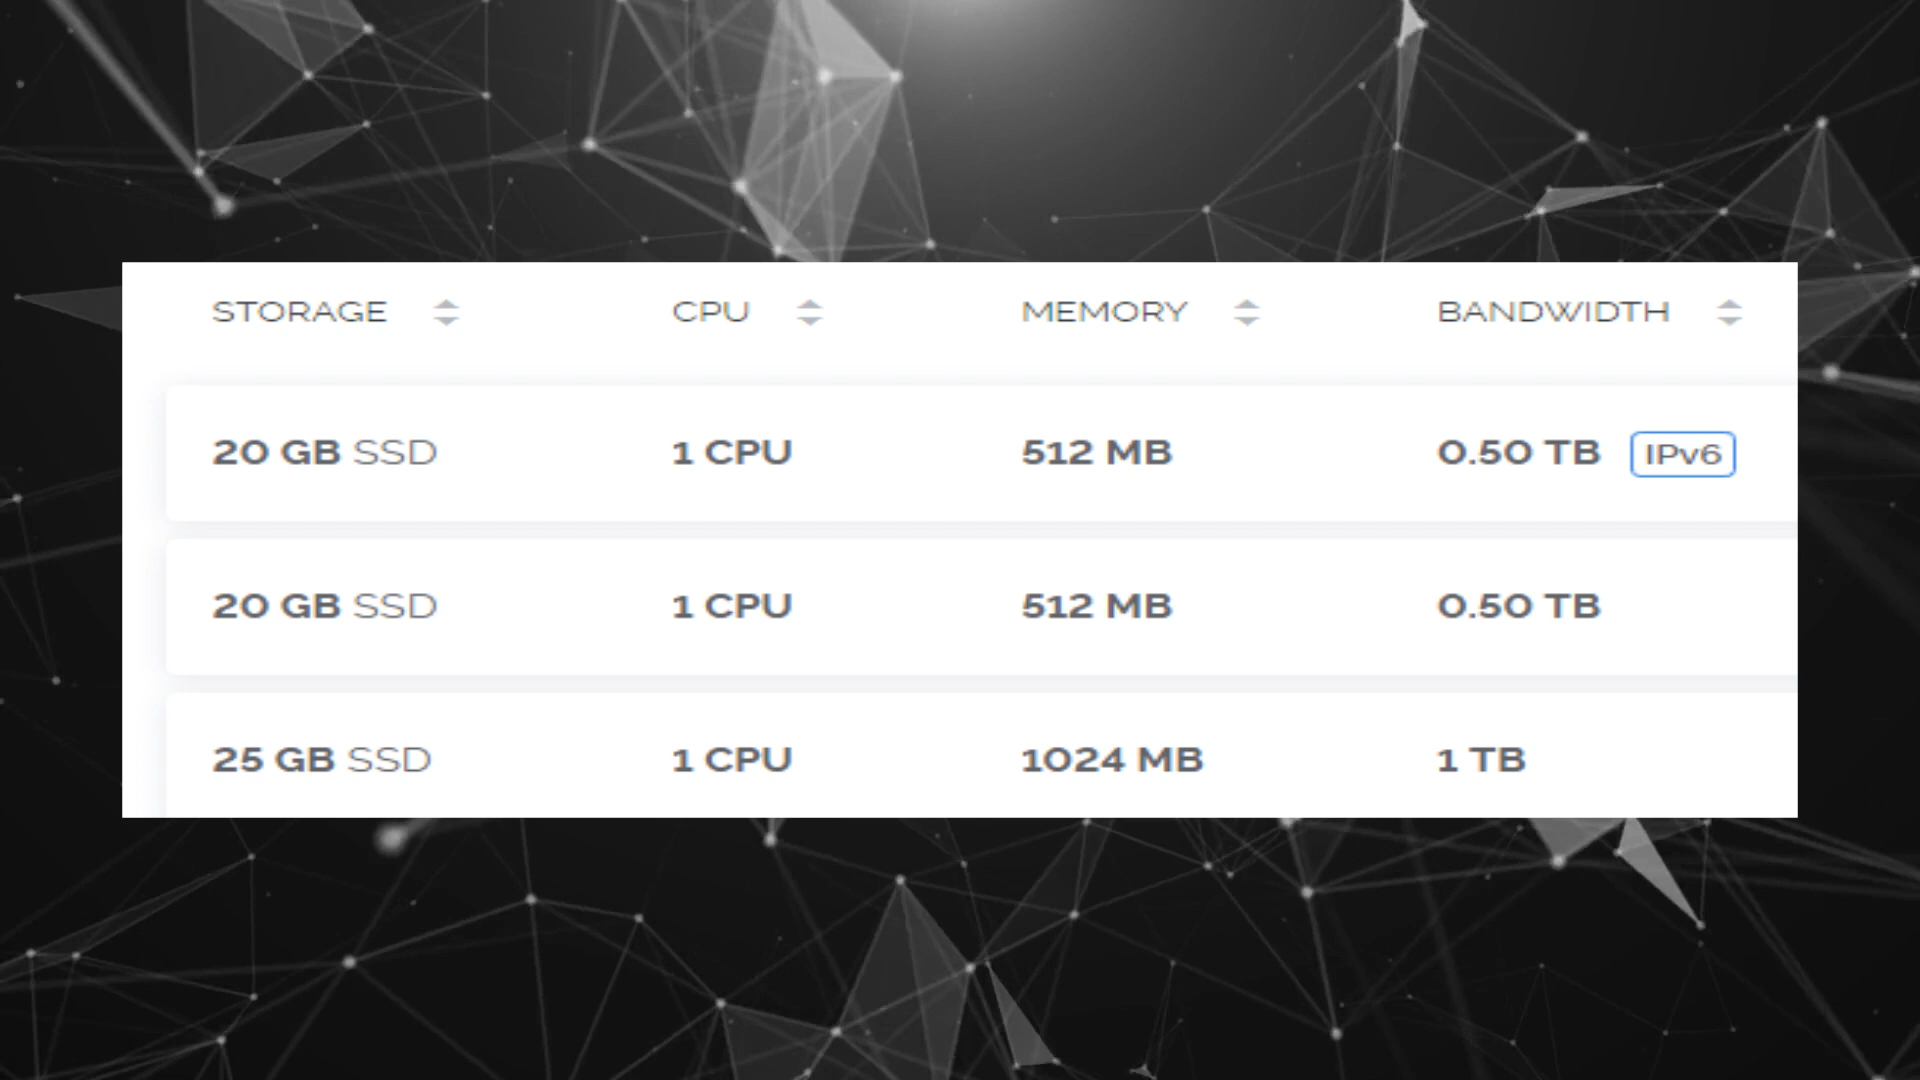 STORAGE CPU MEMORY BANDWIDTH
20 GB SSD 1 CPU 512 MB 0.50 TB IPv6
20 GB SSD 1 CPU 512 MB 0.50 TB
25 GB SSD 1 CPU 1024 MB 1 TB